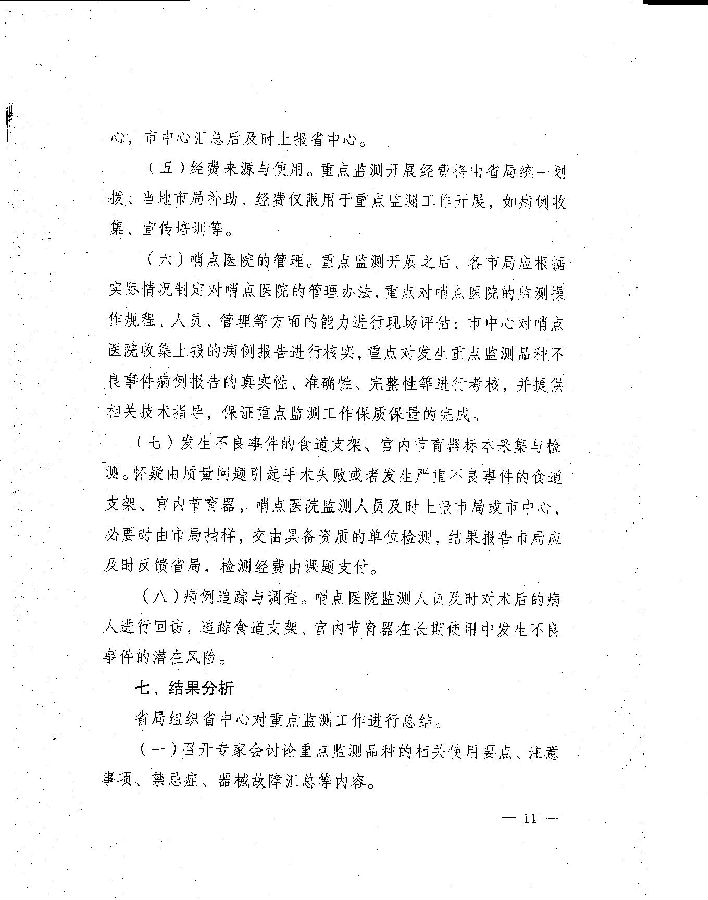 心，市中心汇总后及时上报省中心。
（五）经费来源与使用。重点监测开展经费将由省局统一划
拨；当地市局补助、经费仅限用于重点监测工作开展，如病例收
集、宣传培训等。
（六）哨点医院的管理。重点监测开展之后、各市局应根据
实际情况制定对哨点医院的管理办法，重点对哨点医院的监测操
作规程、人员、管理等方面的能力进行现场评估；市中心对哨点
医院收集上报的病例报告进行核实，重点对发生重点监测品种不
良事件病例报告的真实性、准确性、完整性等进行考核，并提供
相关技术指导，保证重点监测工作保质保量的完成。
（七）发生不良事件的食道支架、宫内节育器标本采集与检
测。怀疑由质量问题引起手术失败或者发生严重不良事件的食道
支架、宫内节育器，哨点医院监测人员及时上报市局或市中心，
必要时由市局抽样，交由具备资质的单位检测，结果报告市局应
及时反馈省局，检测经费由课题支付。
（八）病例追踪与调查。哨点医院监测人员及时对术后的病
人进行回访，追踪食道支架、宫内节育器在长期使用中发生不良
事件的潜在风险。
七、结果分析
省局组织省中心对重点监测工作进行总结。
（一）召开专家会讨论重点监测品种的相关使用要点、注意
事项、禁忌症、器械故障汇总等内容。
— 11 —